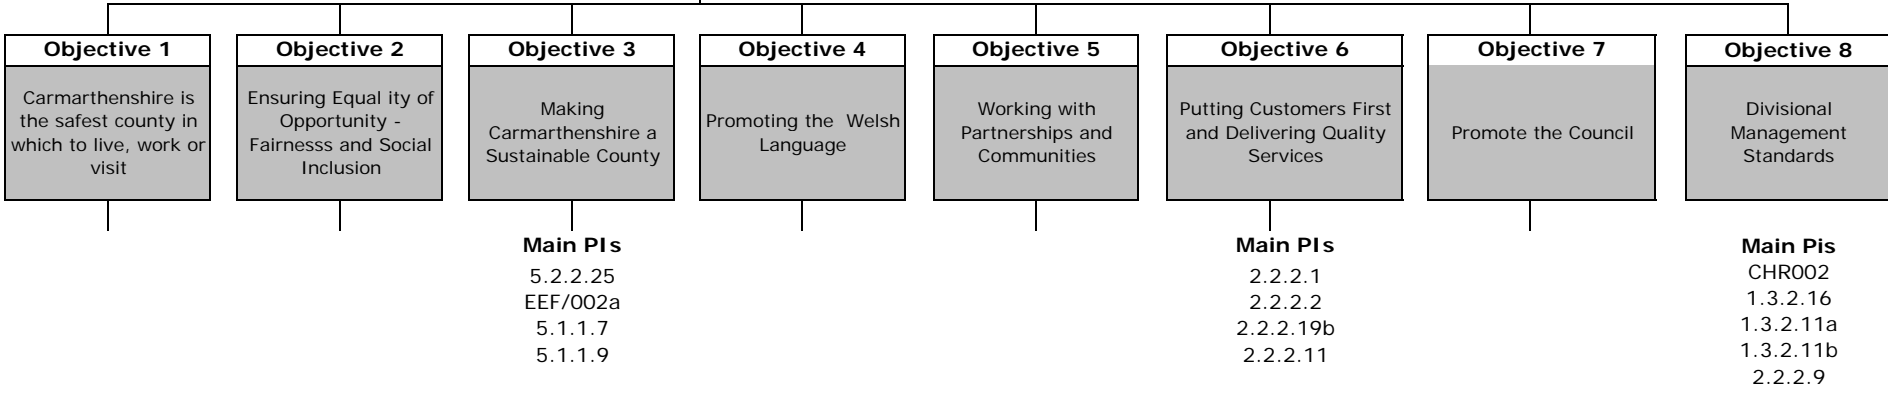 Objective 1
Carmarthenshire is
the safest county in
which to live, work or
visit
Objective 2
Ensuring Equal ity of
Opportunity -
Fairnesss and Social
Inclusion
Objective 3
Making
Carmarthenshire a
Sustainable County
Main PIs
5.2.2.25
EEF/002a
5.1.1.7
5.1.1.9
Objective 4
Promoting the Welsh
Language
Objective 5
Working with
Partnerships and
Communities
Objective 6
Putting Customers First
and Delivering Quality
Services
Main PIs
2.2.2.1
2.2.2.2
2.2.2.19b
2.2.2.11
Objective 7
Promote the Council
Objective 8
Divisional
Management
Standards
Main Pis
CHR002
1.3.2.16
1.3.2.11a
1.3.2.11b
2.2.2.9